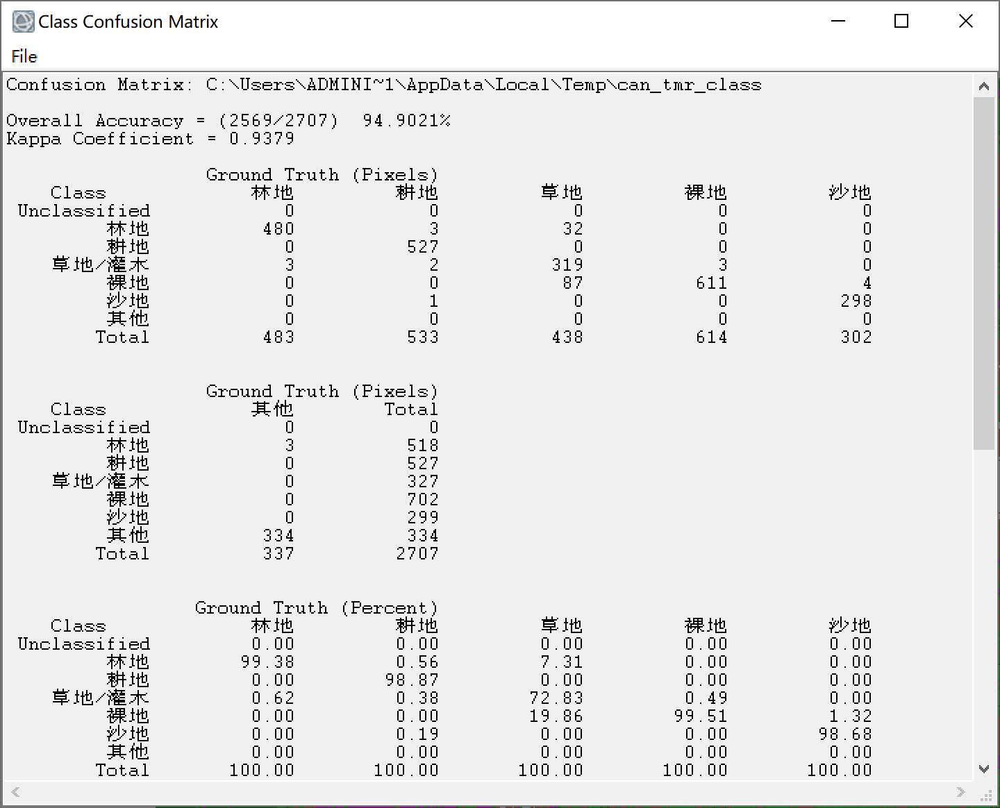 Class Confusion Matrix
File
Confusion Matrix: C:\Users\ADMINI~1\AppData\Local\Temp\can_tmr_class
Overall Accuracy = (2569/2707) 94.9021%
Kappa Coefficient = 0.9379
Ground Truth (Pixels)
Class 林地 耕地 草地 裸地 沙地
Unclassified 0 0 0 0 0
林地 480 3 32 0 0
耕地 0 527 0 0 0
草地/灌木 3 2 319 3 0
裸地 0 0 87 611 4
沙地 0 1 0 0 298
其他 0 0 0 0 0
Total 483 533 438 614 302
Ground Truth (Pixels)
Class 其他 Total
Unclassified 0 0
林地 3 518
耕地 0 527
草地/灌木 0 327
裸地 0 702
沙地 0 299
其他 334 334
Total 337 2707
Ground Truth (Percent)
Class 林地 耕地 草地 裸地 沙地
Unclassified 0.00 0.00 0.00 0.00 0.00
林地 99.38 0.56 7.31 0.00 0.00
耕地 0.00 98.87 0.00 0.00 0.00
草地/灌木 0.62 0.38 72.83 0.49 0.00
裸地 0.00 0.00 19.86 99.51 1.32
沙地 0.00 0.19 0.00 0.00 98.68
其他 0.00 0.00 0.00 0.00 0.00
Total 100.00 100.00 100.00 100.00 100.00